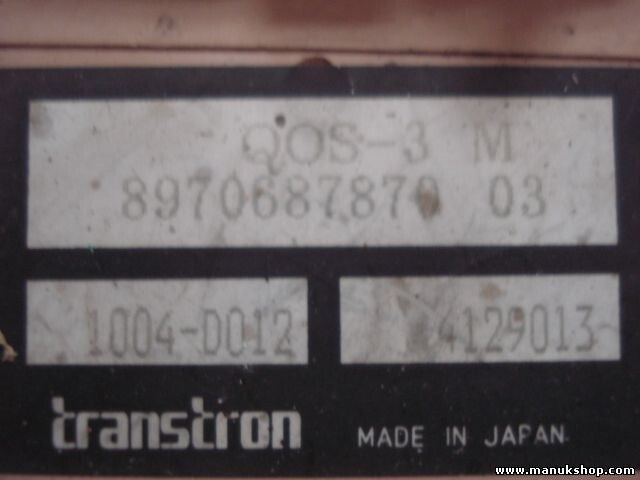 QOS-3 M
8970687870 03
1004-D012
4129013
transtron
MADE IN JAPAN
www.manukshop.com